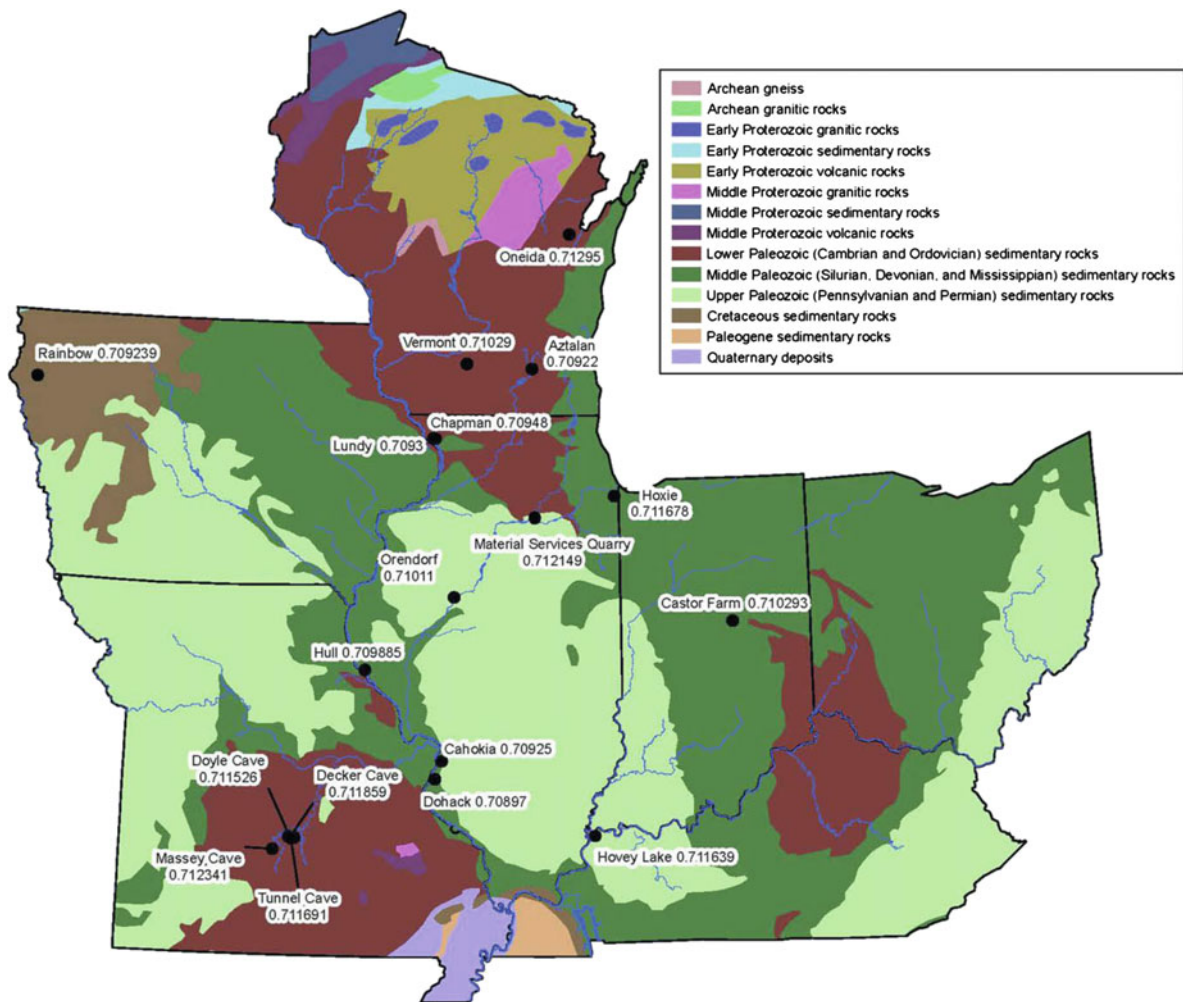 Archean gneiss
Archean granitic rocks
Early Proterozoic granitic rocks
Early Proterozoic sedimentary rocks
Early Proterozoic volcanic rocks
Middle Proterozoic granitic rocks
Middle Proterozoic sedimentary rocks
Middle Proterozoic volcanic rocks
Lower Paleozoic (Cambrian and Ordovician) sedimentary rocks
Middle Paleozoic (Silurian, Devonian, and Mississippian) sedimentary rocks
Upper Paleozoic (Pennsylvanian and Permian) sedimentary rocks
Cretaceous sedimentary rocks
Paleogene sedimentary rocks
Quaternary deposits
Oneida 0.71295
Rainbow 0.709239
Vermont 0.71029
Aztalan
0.70922
Chapman 0.70948
Lundy 0.7093
Hoxie
0.711678
Material Services Quarry
0.712149
Orendorf
0.71011
Castor Farm 0.710293
Hull 0.709885
Cahokia 0.70925
Doyle Cave
0.711526
Decker Cave
0.711859
Dohack 0.70897
Massey Cave
0.712341
Hovey Lake 0.711639
Tunnel Cave
0.711691